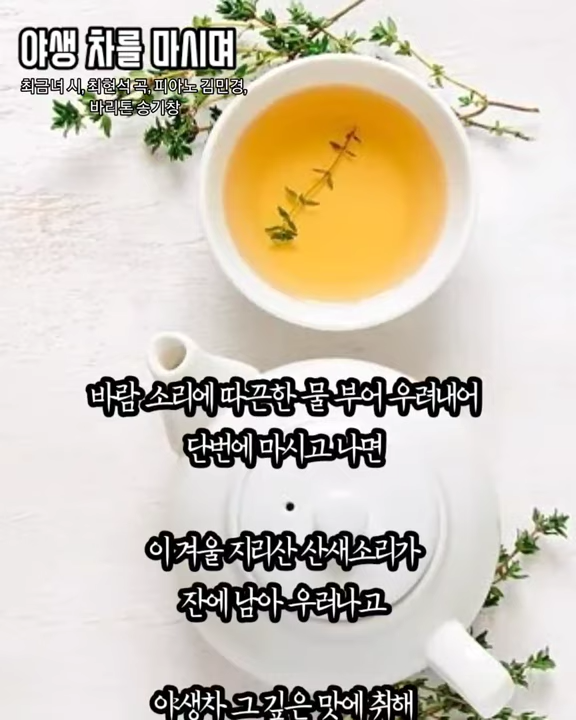 야생 차를 마시며
최금녀 시, 최현석 곡, 피아노 김민경,
바리톤 송기창
바람 소리에 따끈한 물 부어 우려내어
단번에 마시고 나면
이 겨울 지리산 산새소리가
잔에 남아 우러나고
야생차 그 깊은 맛에 취해